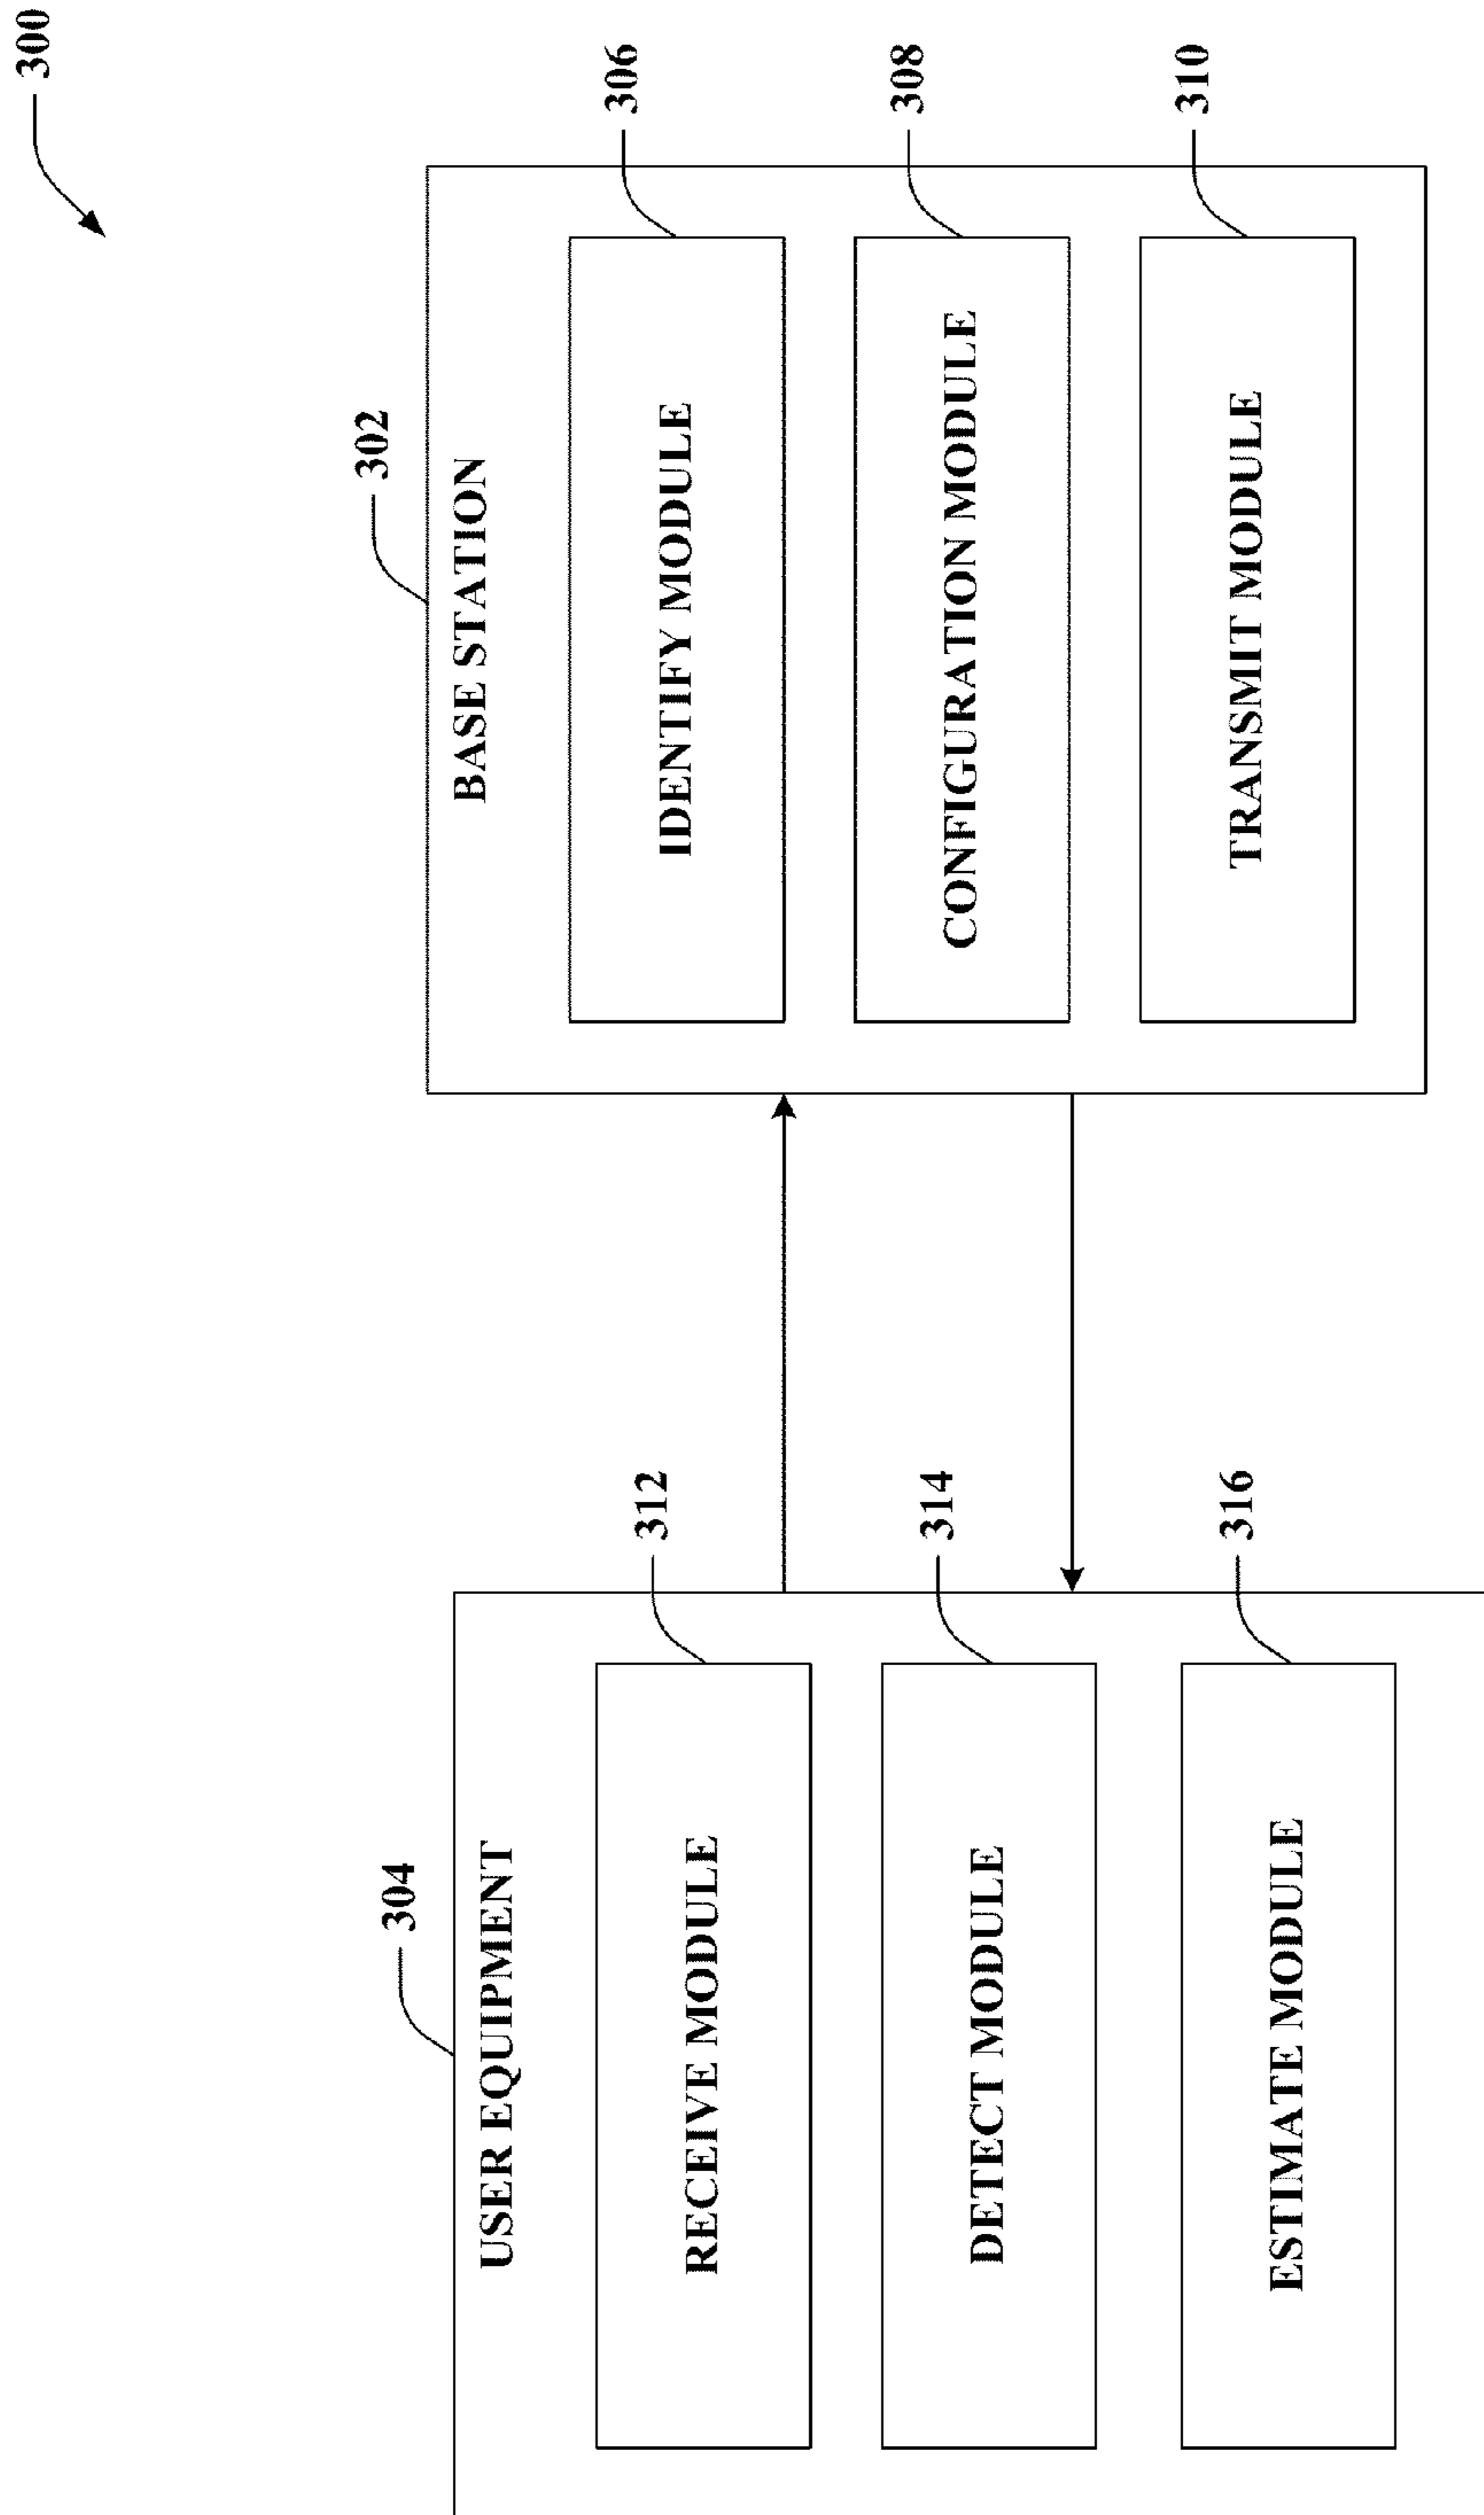 300
302
BASE STATION
306
IDENTIFY MODULE
308
CONFIGURATION MODULE
310
TRANSMIT MODULE
304
USER EQUIPMENT
312
RECEIVE MODULE
314
DETECT MODULE
316
ESTIMATE MODULE